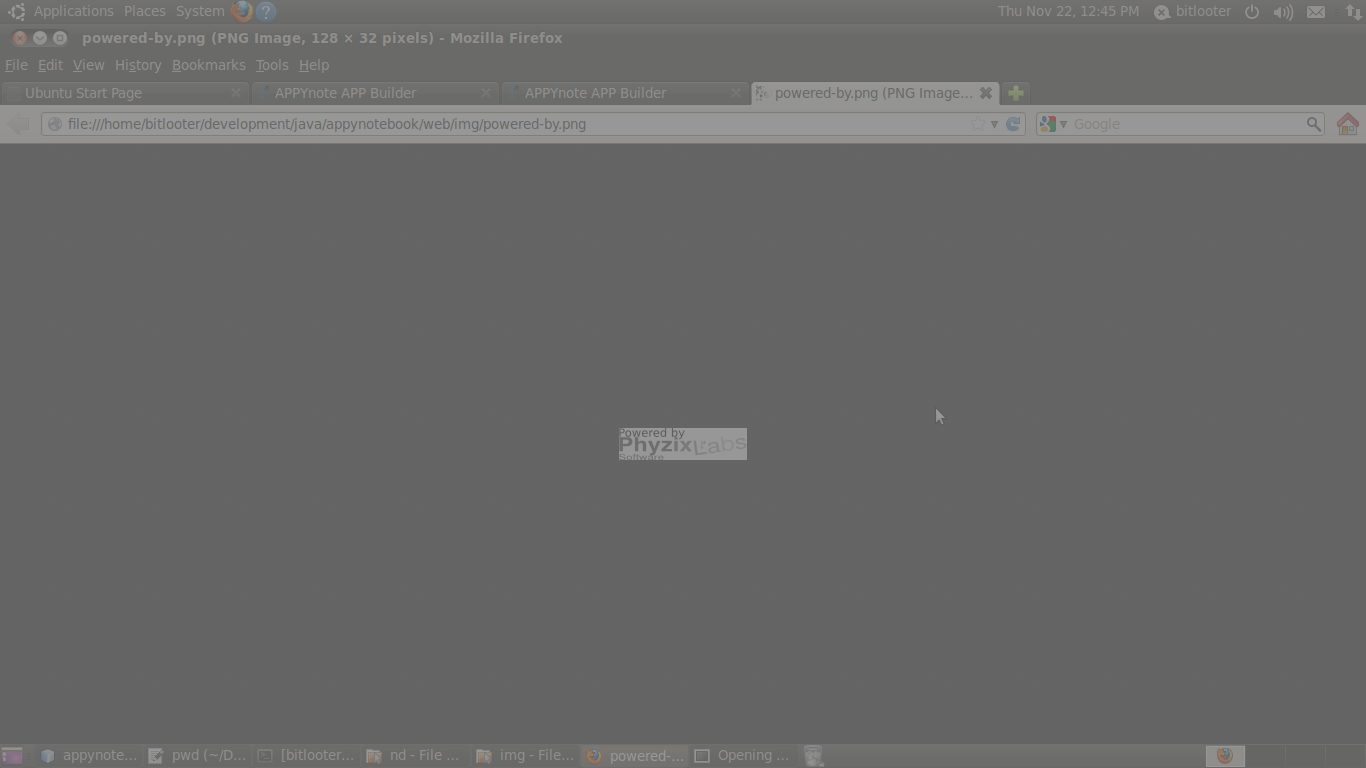 Applications Places System Thu Nov 22, 12:45 PM bitlooter
powered-by.png (PNG Image, 128 × 32 pixels) - Mozilla Firefox
File Edit View History Bookmarks Tools Help
Ubuntu Start Page APPYnote APP Builder APPYnote APP Builder powered-by.png (PNG Image...
file:///home/bitlooter/development/java/appynotebook/web/img/powered-by.png Google
Powered by
PhyzixLabs
Software
appynote... pwd (~/D... [bitlooter... nd - File ... img - File... powered-... Opening ...